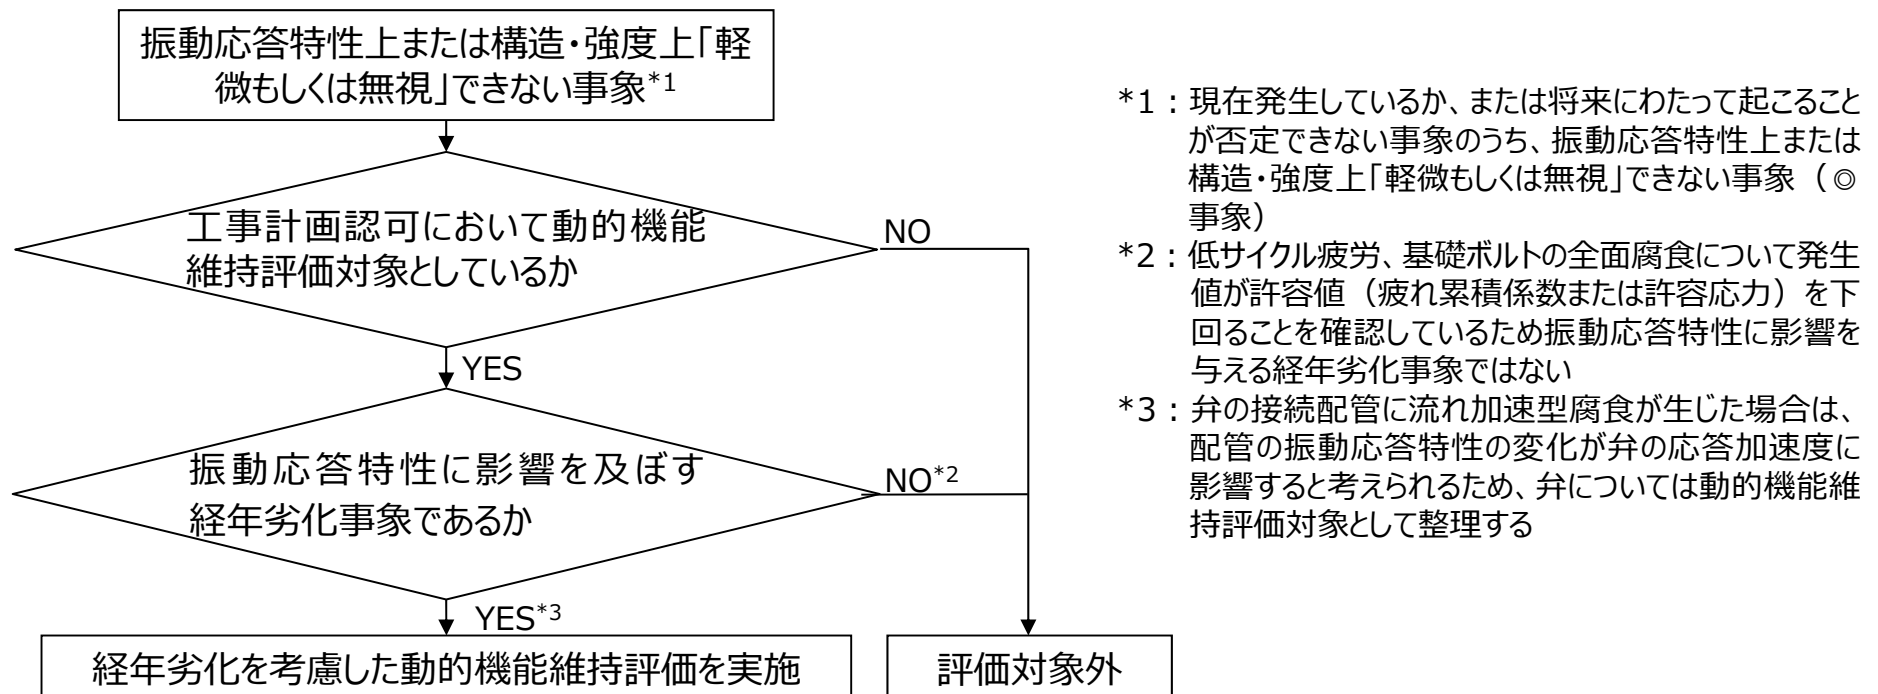 振動応答特性上または構造・強度上「軽
微もしくは無視」できない事象*1
工事計画認可において動的機能
維持評価対象としているか
NO
YES
振動応答特性に影響を及ぼす
経年劣化事象であるか
NO*2
YES*3
経年劣化を考慮した動的機能維持評価を実施
評価対象外
*1：現在発生しているか、または将来にわたって起こること
が否定できない事象のうち、振動応答特性上または
構造・強度上「軽微もしくは無視」できない事象（◎
事象）
*2：低サイクル疲労、基礎ボルトの全面腐食について発生
値が許容値（疲れ累積係数または許容応力）を下
回ることを確認しているため振動応答特性に影響を
与える経年劣化事象ではない
*3：弁の接続配管に流れ加速型腐食が生じた場合は、
配管の振動応答特性の変化が弁の応答加速度に
影響すると考えられるため、弁については動的機能維
持評価対象として整理する